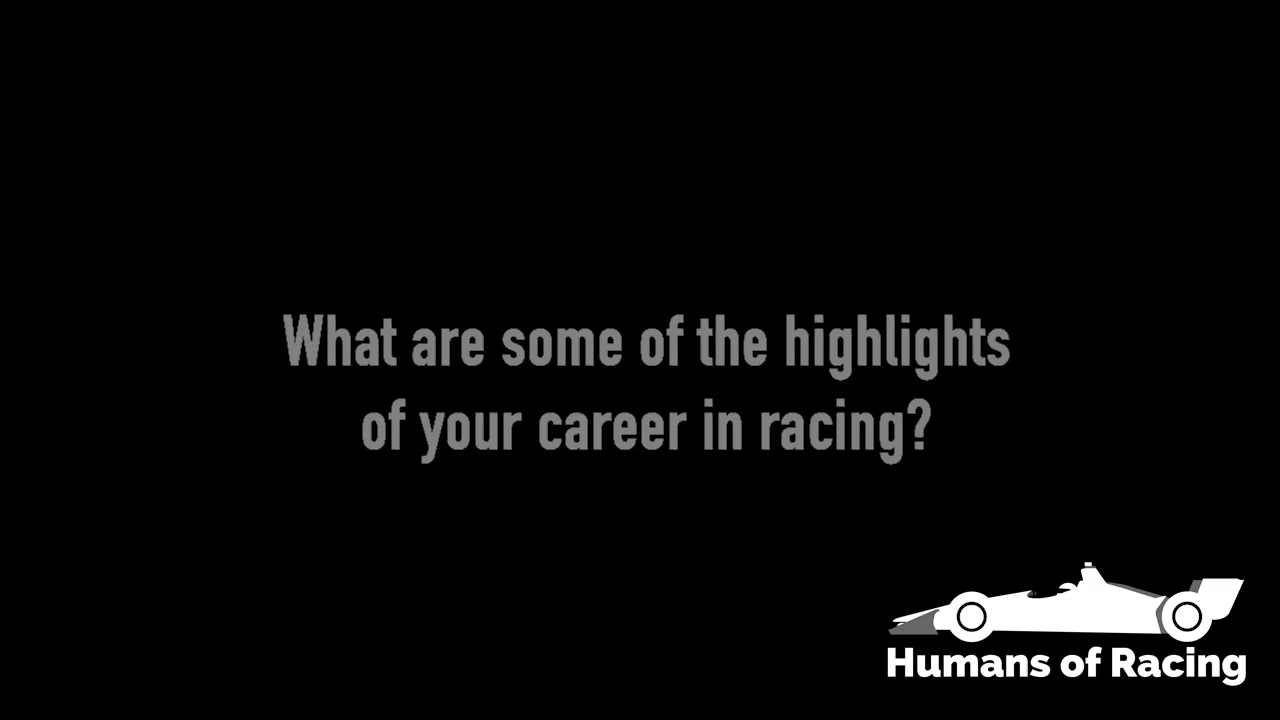 What are some of the highlights
of your career in racing?
Humans of Racing